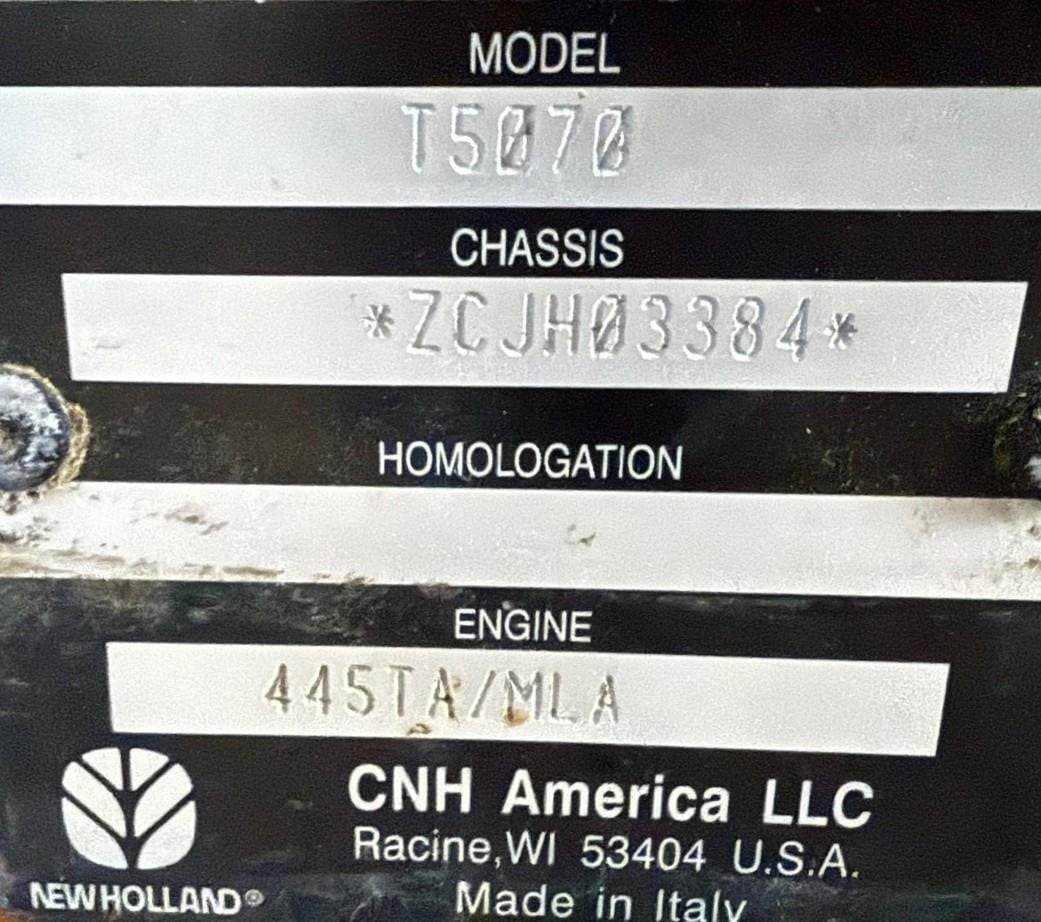 MODEL
T5070
CHASSIS
*ZCJH03384*
HOMOLOGATION
ENGINE
445TA/MLA
CNH America LLC
Racine, WI 53404 U.S.A.
NEW HOLLAND®
Made in Italy